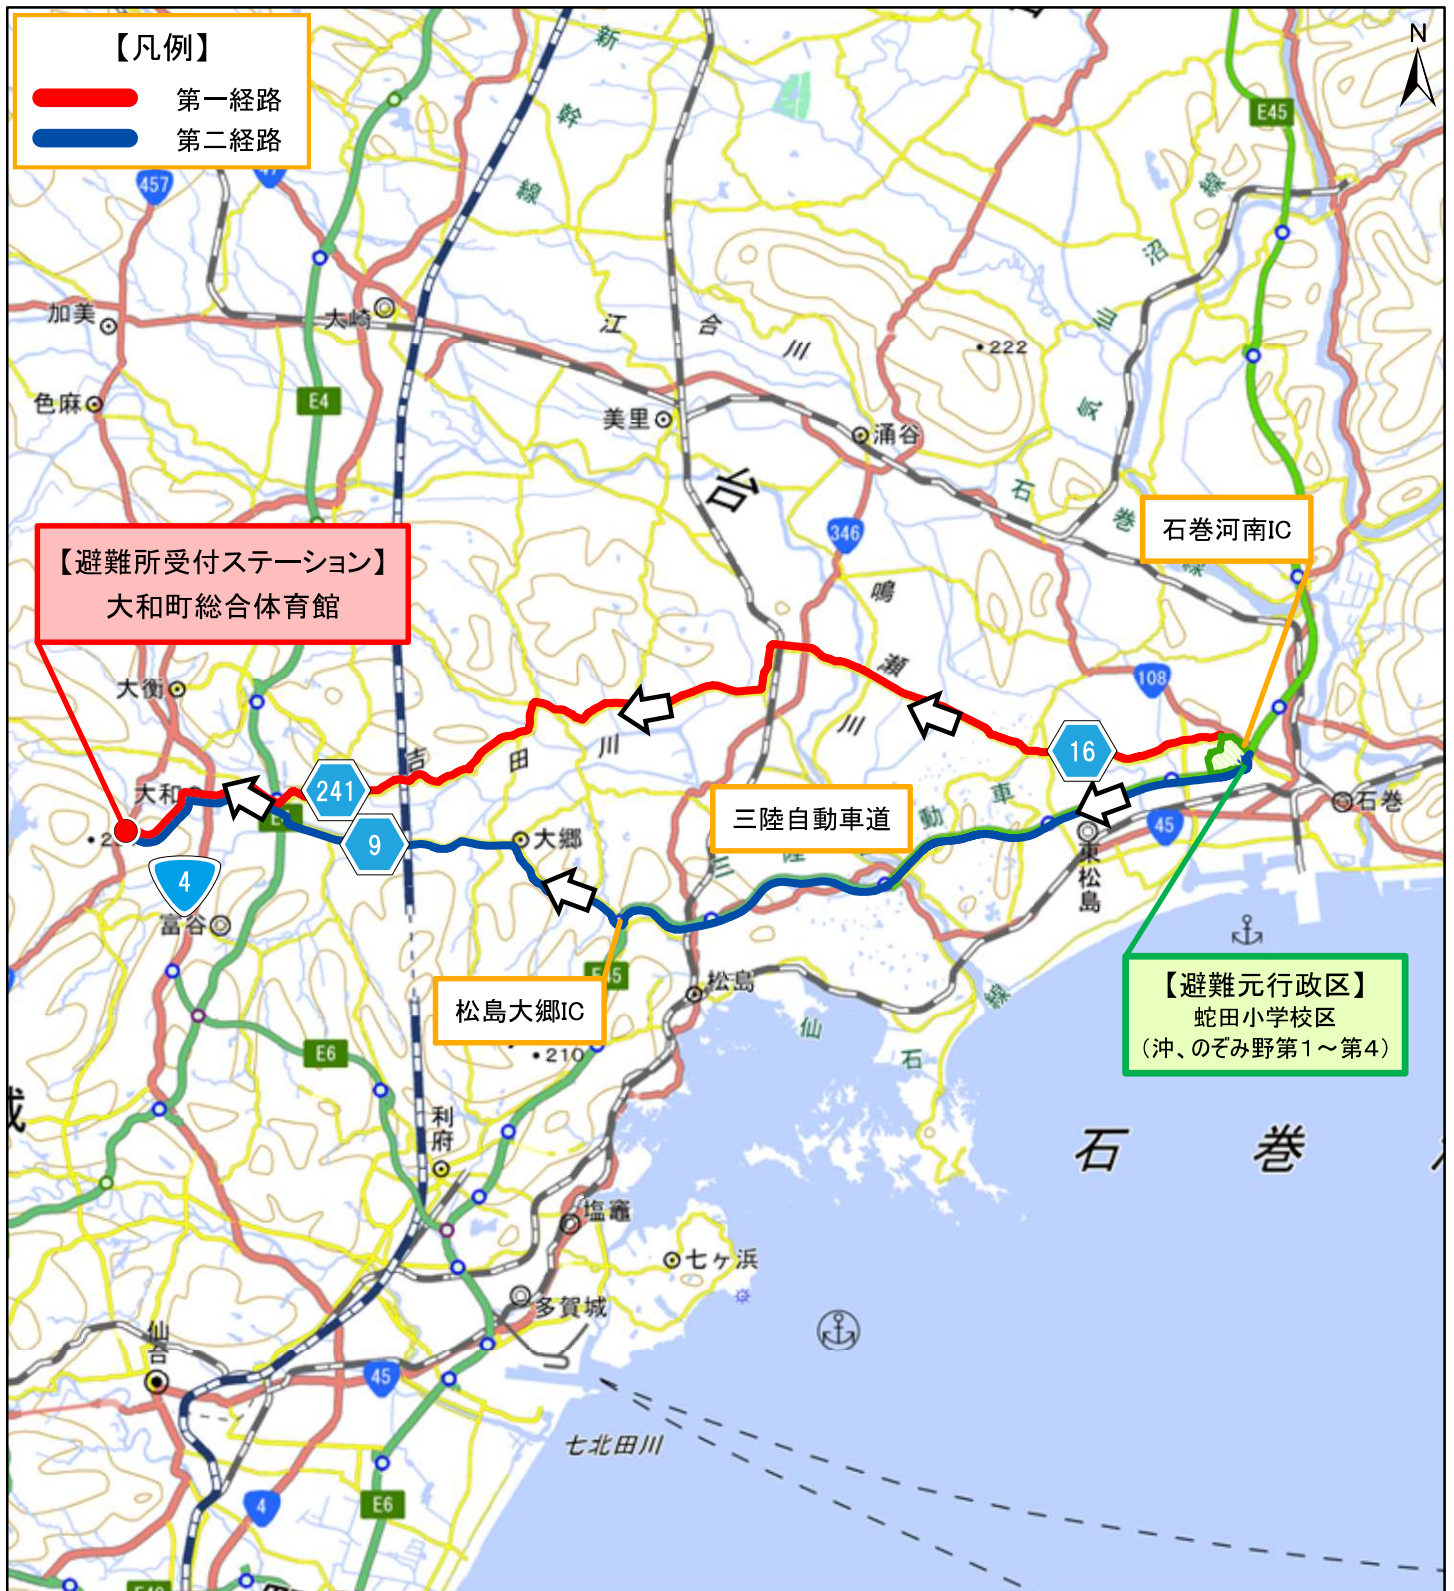 【凡例】
第一経路
第二経路
N
新
幹
線
457
47
E45
線
沼
仙
気
加美
大崎
江
合
川
222
色麻
E4
美里
涌谷
台
石
巻
線
346
石巻河南IC
【避難所受付ステーション】
大和町総合体育館
鳴
瀬
川
大衡
108
吉
田
川
16
大和
241
三陸自動車道
動
車
石巻
9
大郷
45
東松島
4
富谷
E45
松島
松島大郷IC
仙
石
線
【避難元行政区】
蛇田小学校区
(沖、のぞみ野第1～第4)
E6
210
利府
石
巻
塩竈
七ヶ浜
多賀城
仙台
45
七北田川
4
E6